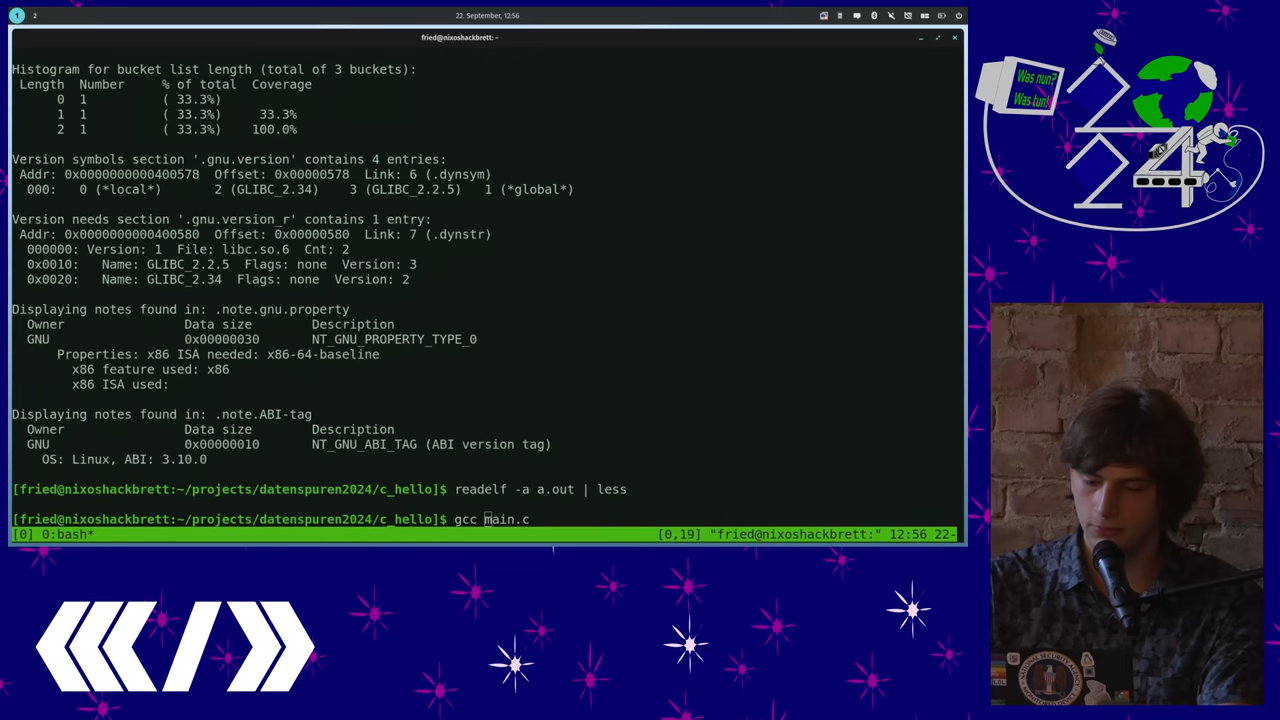 1 2 22. September, 12:56
fried@nixoshackbrett: ~
Histogram for bucket list length (total of 3 buckets):
Length Number % of total Coverage
0 1 ( 33.3%)
1 1 ( 33.3%) 33.3%
2 1 ( 33.3%) 100.0%
Version symbols section '.gnu.version' contains 4 entries:
Addr: 0x0000000000400578 Offset: 0x00000578 Link: 6 (.dynsym)
000: 0 (*local*) 2 (GLIBC_2.34) 3 (GLIBC_2.2.5) 1 (*global*)
Version needs section '.gnu.version_r' contains 1 entry:
Addr: 0x0000000000400580 Offset: 0x00000580 Link: 7 (.dynstr)
000000: Version: 1 File: libc.so.6 Cnt: 2
0x0010: Name: GLIBC_2.2.5 Flags: none Version: 3
0x0020: Name: GLIBC_2.34 Flags: none Version: 2
Displaying notes found in: .note.gnu.property
Owner Data size Description
GNU 0x00000030 NT_GNU_PROPERTY_TYPE_0
Properties: x86 ISA needed: x86-64-baseline
x86 feature used: x86
x86 ISA used:
Displaying notes found in: .note.ABI-tag
Owner Data size Description
GNU 0x00000010 NT_GNU_ABI_TAG (ABI version tag)
OS: Linux, ABI: 3.10.0
[fried@nixoshackbrett:~/projects/datenspuren2024/c_hello]$ readelf -a a.out | less
[fried@nixoshackbrett:~/projects/datenspuren2024/c_hello]$ gcc main.c
[0] 0:bash* [0,19] "fried@nixoshackbrett:" 12:56 22-
Was nun?
Was tun!
2
24